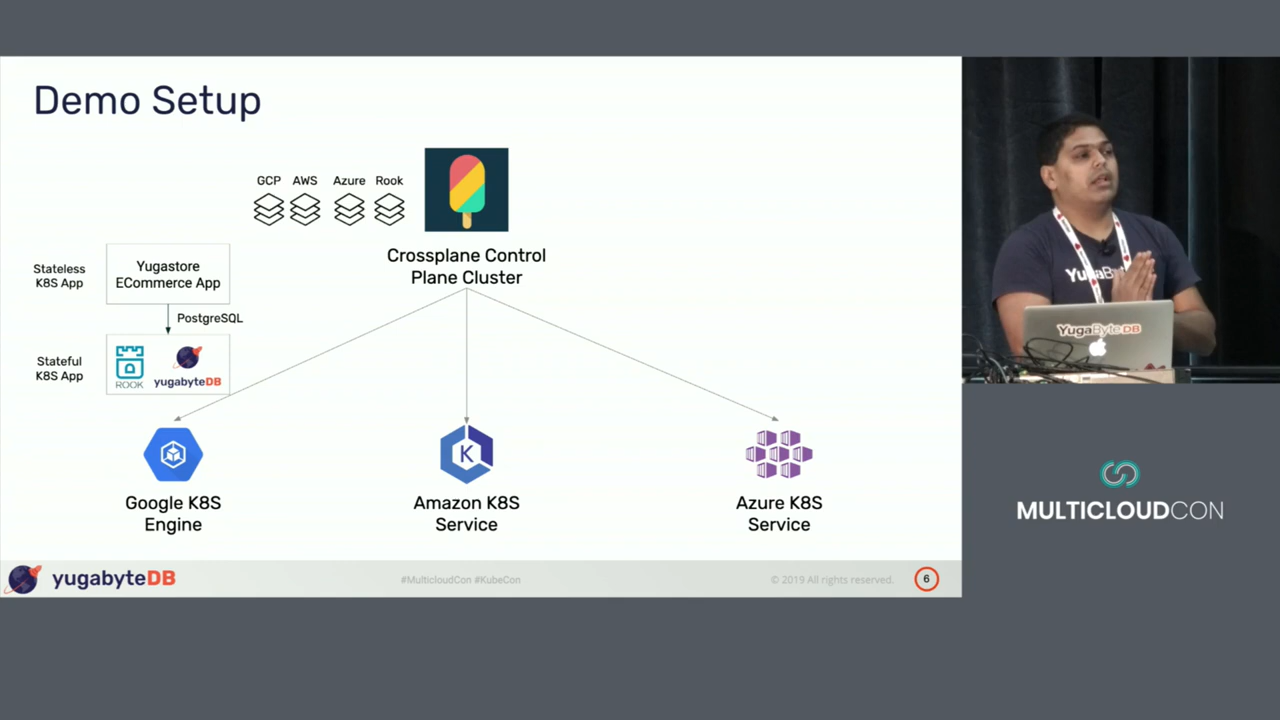 Demo Setup
GCP AWS Azure Rook
Crossplane Control
Plane Cluster
Stateless
K8S App
Yugastore
ECommerce App
PostgreSQL
Stateful
K8S App
ROOK
yugabyteDB
Google K8S
Engine
Amazon K8S
Service
Azure K8S
Service
yugabyteDB
#MulticloudCon #KubeCon
© 2019 All rights reserved.
6
YugaByteDB
MULTICLOUDCON